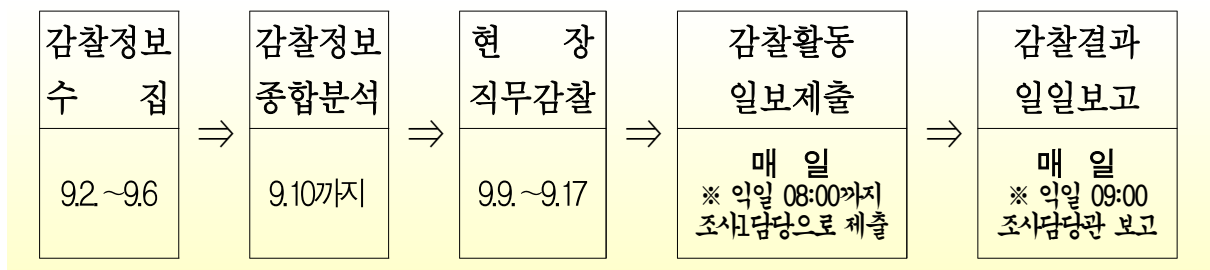 감찰정보
수 집
9.2. ~9.6
⇒
감찰정보
종합분석
9.10까지
⇒
현 장
직무감찰
9.9. ~9.17
⇒
감찰활동
일보제출
매 일
※ 익일 08:00까지
조사1담당으로 제출
⇒
감찰결과
일일보고
매 일
※ 익일 09:00
조사담당관 보고